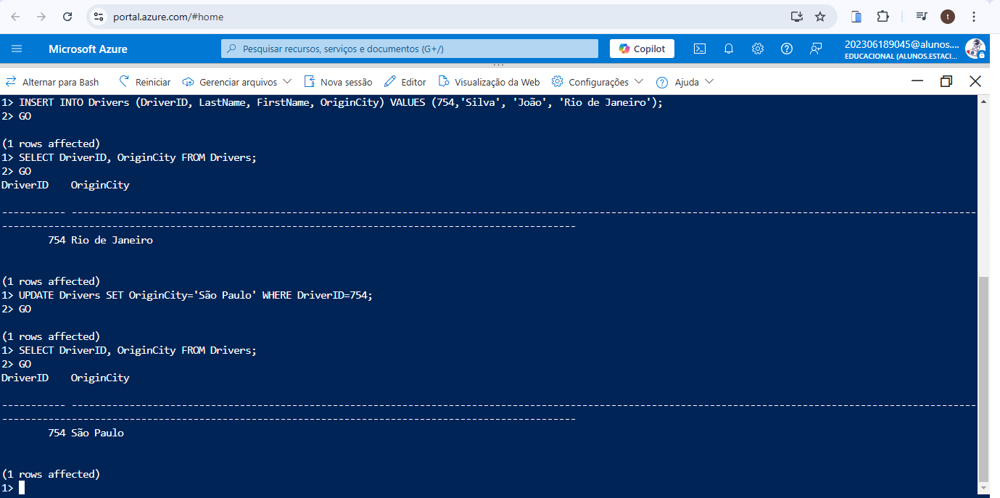 portal.azure.com/#home
t
Microsoft Azure
Pesquisar recursos, serviços e documentos (G+/)
Copilot
202306189045@alunos....
EDUCACIONAL (ALUNOS.ESTACI...
Alternar para Bash
Reiniciar
Gerenciar arquivos
Nova sessão
Editor
Visualização da Web
Configurações
Ajuda
1> INSERT INTO Drivers (DriverID, LastName, FirstName, OriginCity) VALUES (754,'Silva', 'João', 'Rio de Janeiro');
2> GO
(1 rows affected)
1> SELECT DriverID, OriginCity FROM Drivers;
2> GO
DriverID    OriginCity
754 Rio de Janeiro
(1 rows affected)
1> UPDATE Drivers SET OriginCity='São Paulo' WHERE DriverID=754;
2> GO
(1 rows affected)
1> SELECT DriverID, OriginCity FROM Drivers;
2> GO
DriverID    OriginCity
754 São Paulo
(1 rows affected)
1>